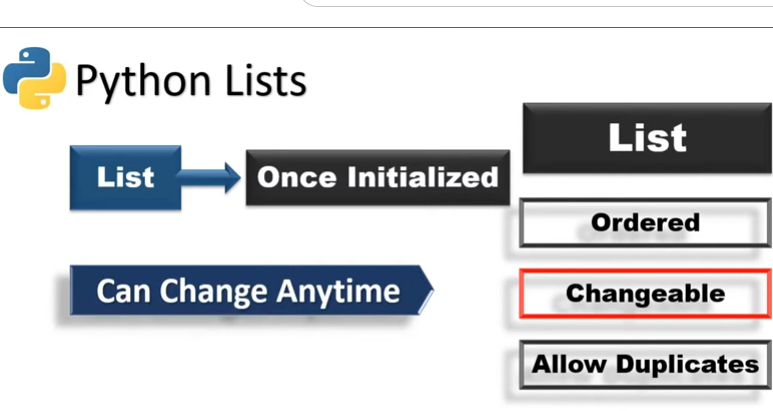 Python Lists
List
Once Initialized
Can Change Anytime
List
Ordered
Changeable
Allow Duplicates